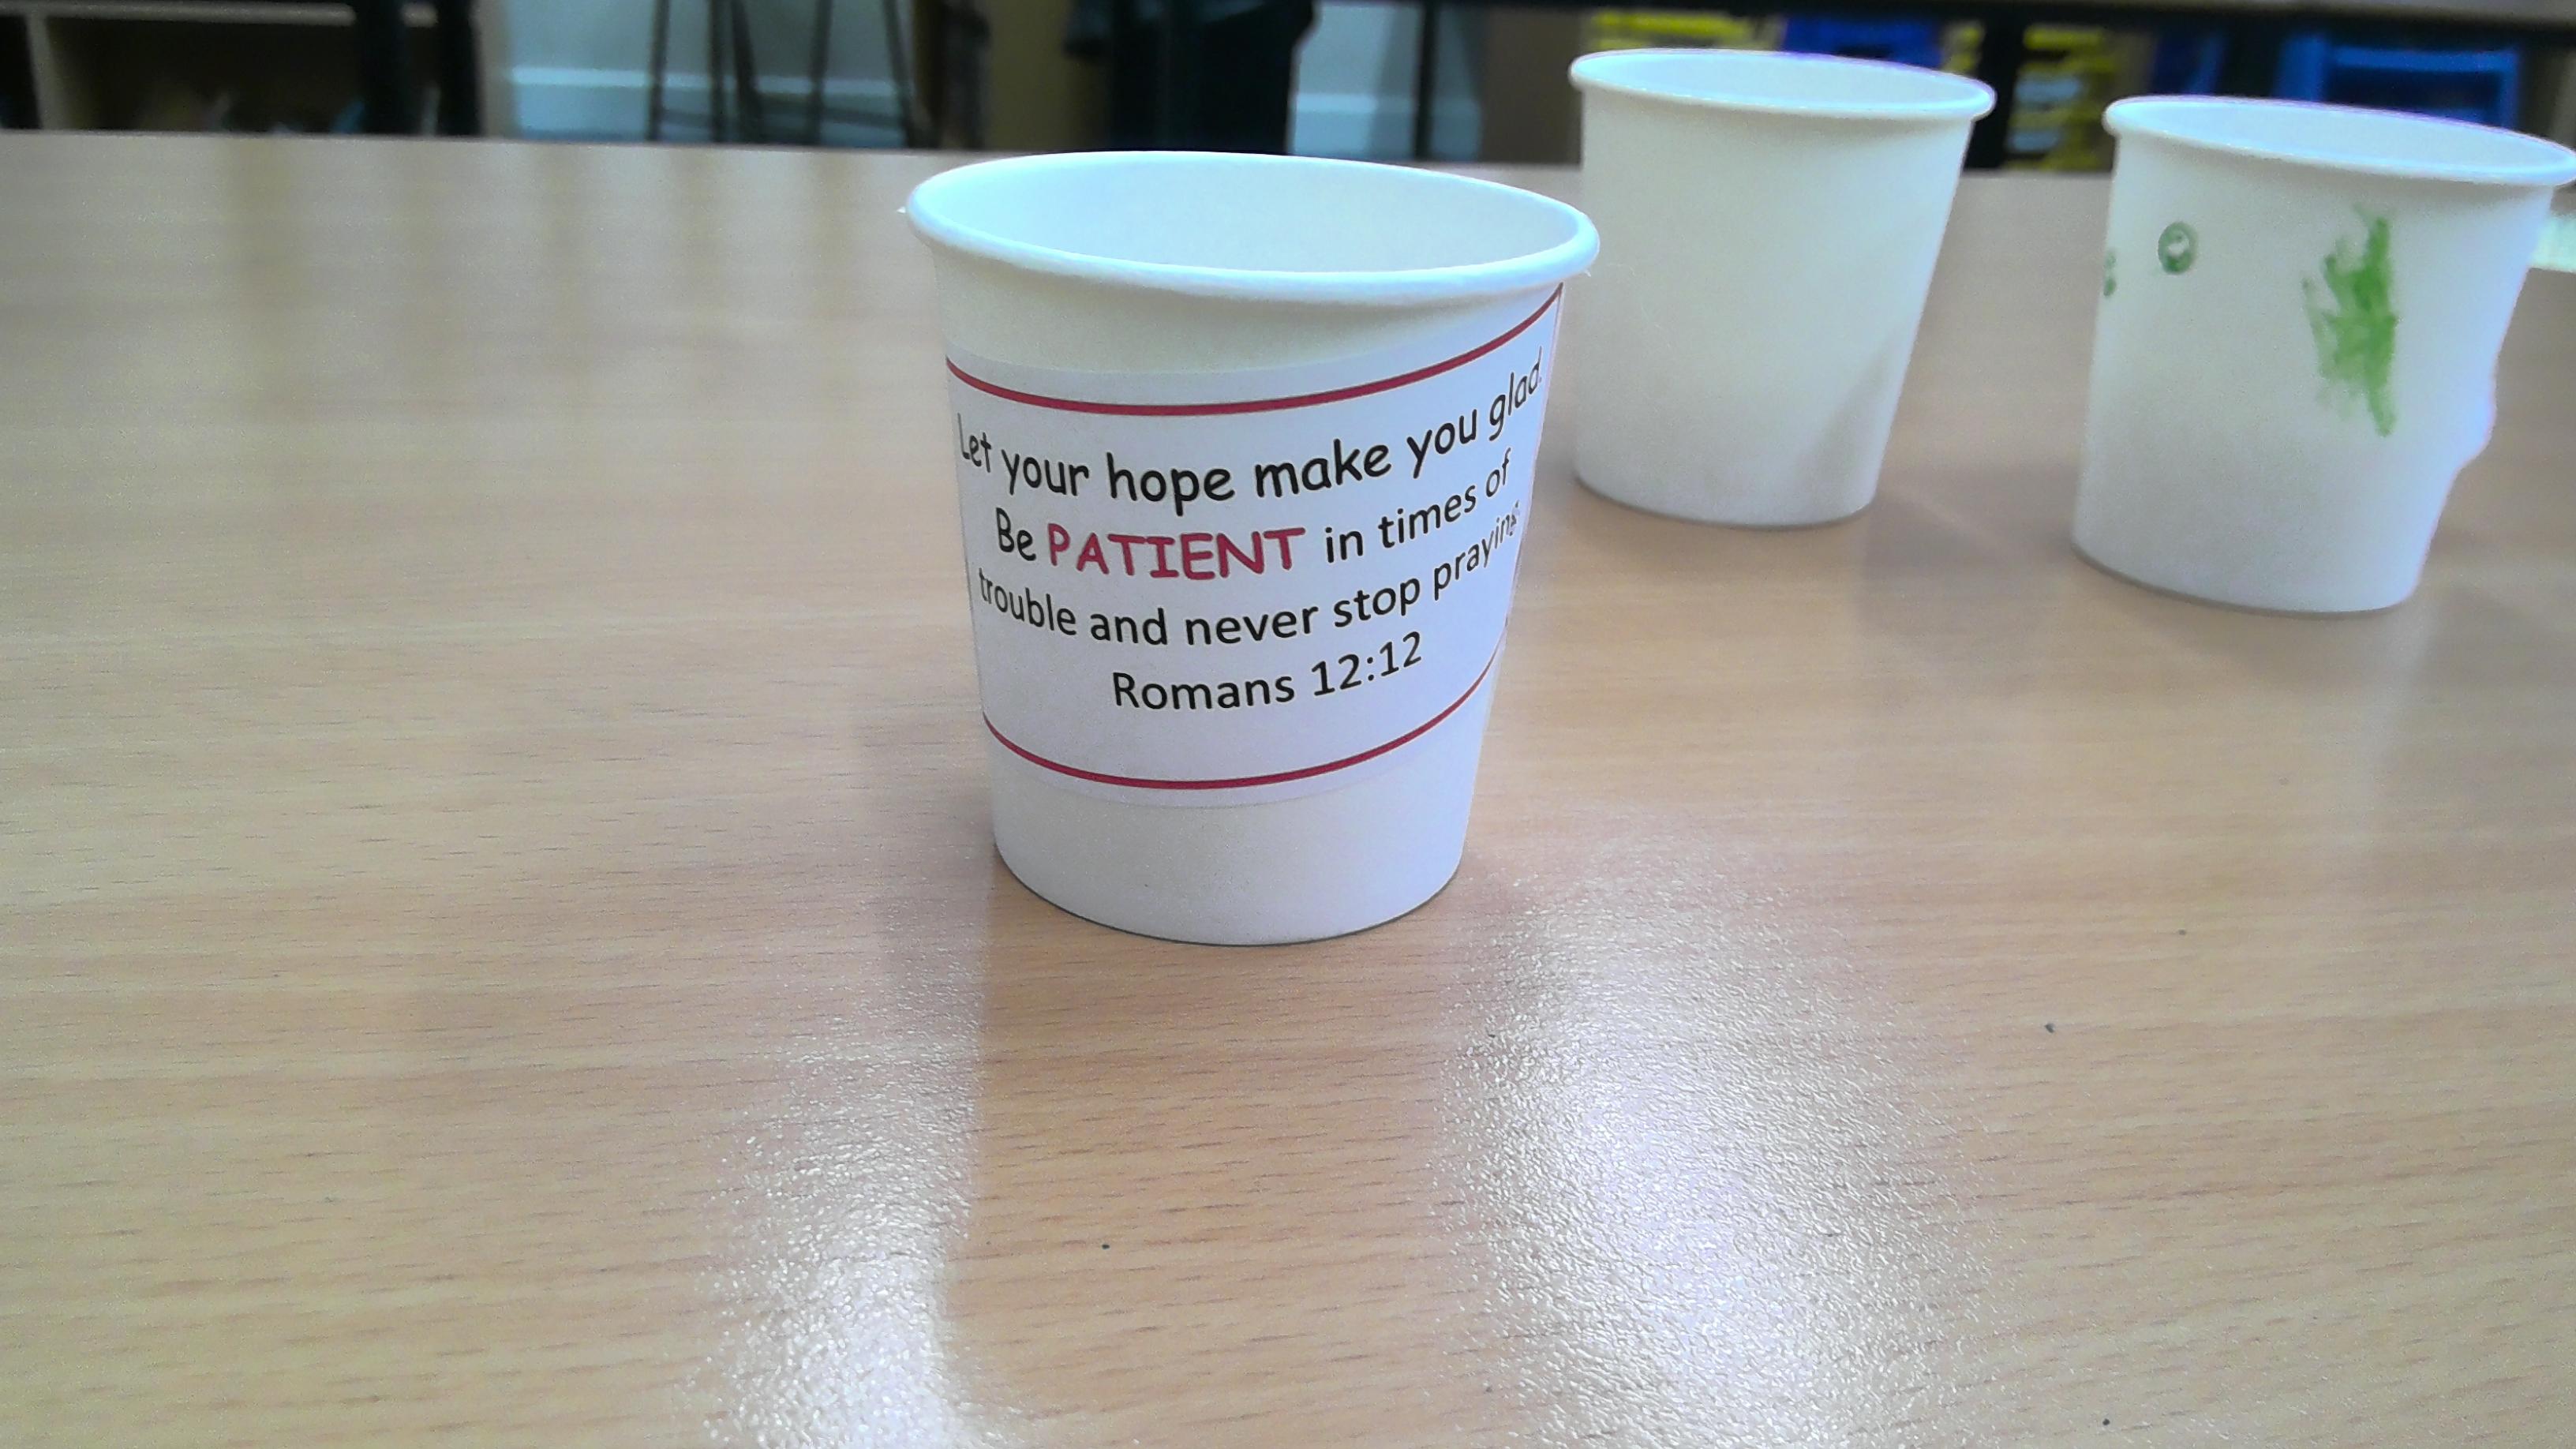 Let your hope make you glad.
Be PATIENT in times of
trouble and never stop praying.
Romans 12:12